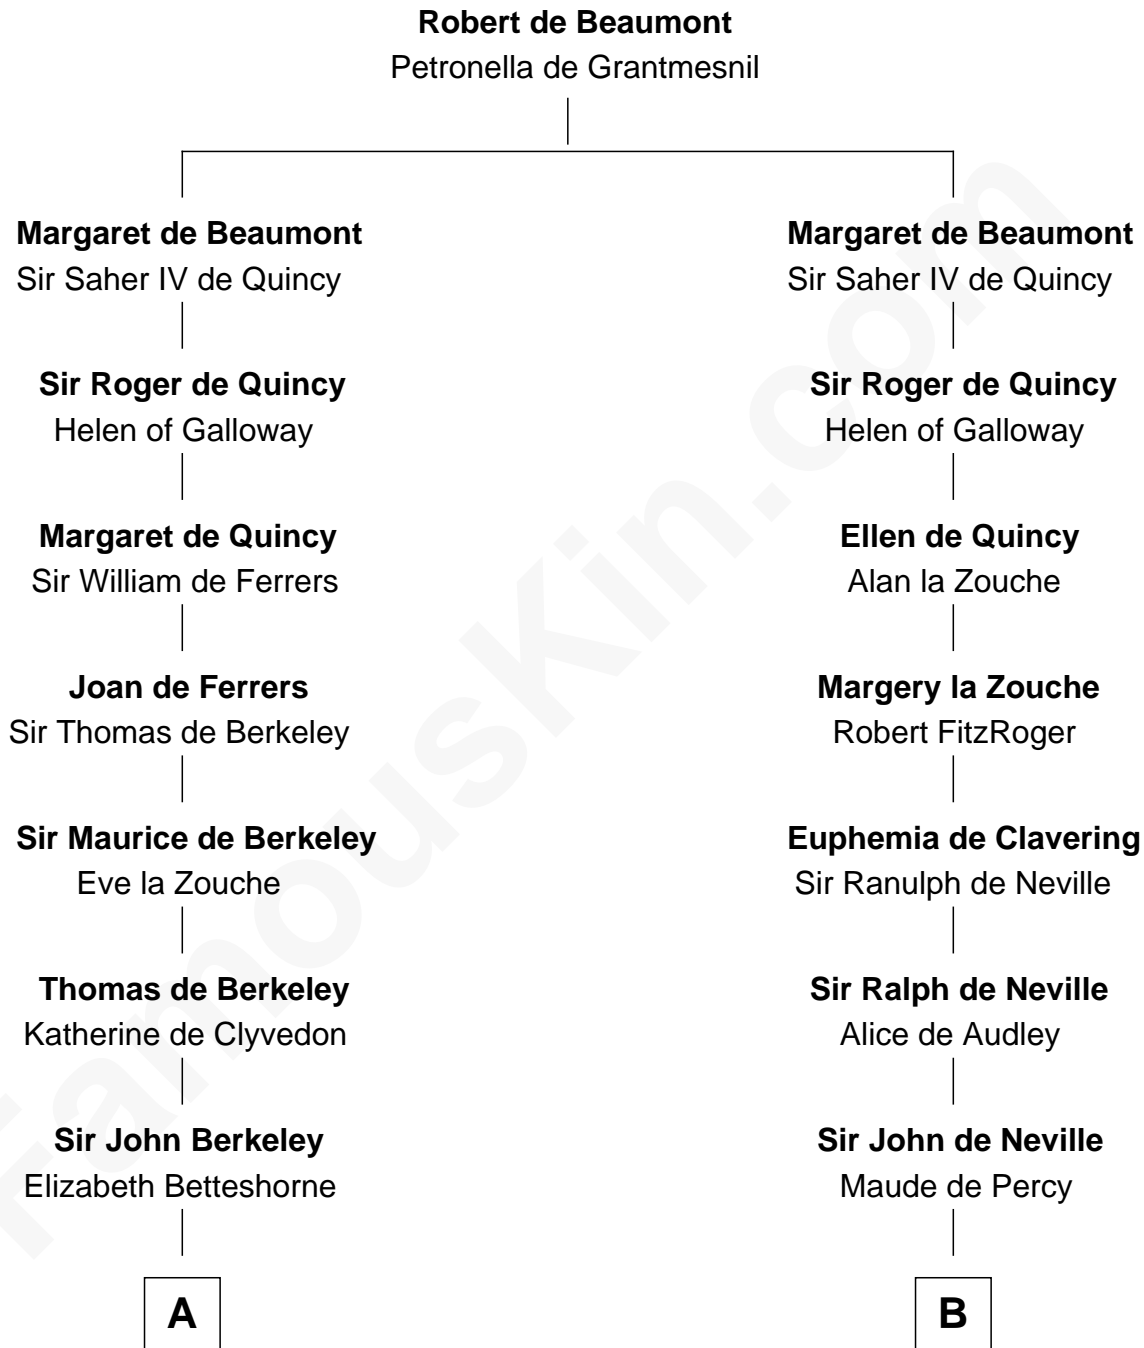 Robert de Beaumont
Petronella de Grantmesnil
Margaret de Beaumont
Sir Saher IV de Quincy
Sir Roger de Quincy
Helen of Galloway
Margaret de Quincy
Sir William de Ferrers
Joan de Ferrers
Sir Thomas de Berkeley
Sir Maurice de Berkeley
Eve la Zouche
Thomas de Berkeley
Katherine de Clyvedon
Sir John Berkeley
Elizabeth Betteshorne
A
Margaret de Beaumont
Sir Saher IV de Quincy
Sir Roger de Quincy
Helen of Galloway
Ellen de Quincy
Alan la Zouche
Margery la Zouche
Robert FitzRoger
Euphemia de Clavering
Sir Ranulph de Neville
Sir Ralph de Neville
Alice de Audley
Sir John de Neville
Maude de Percy
B
FamousKin.com